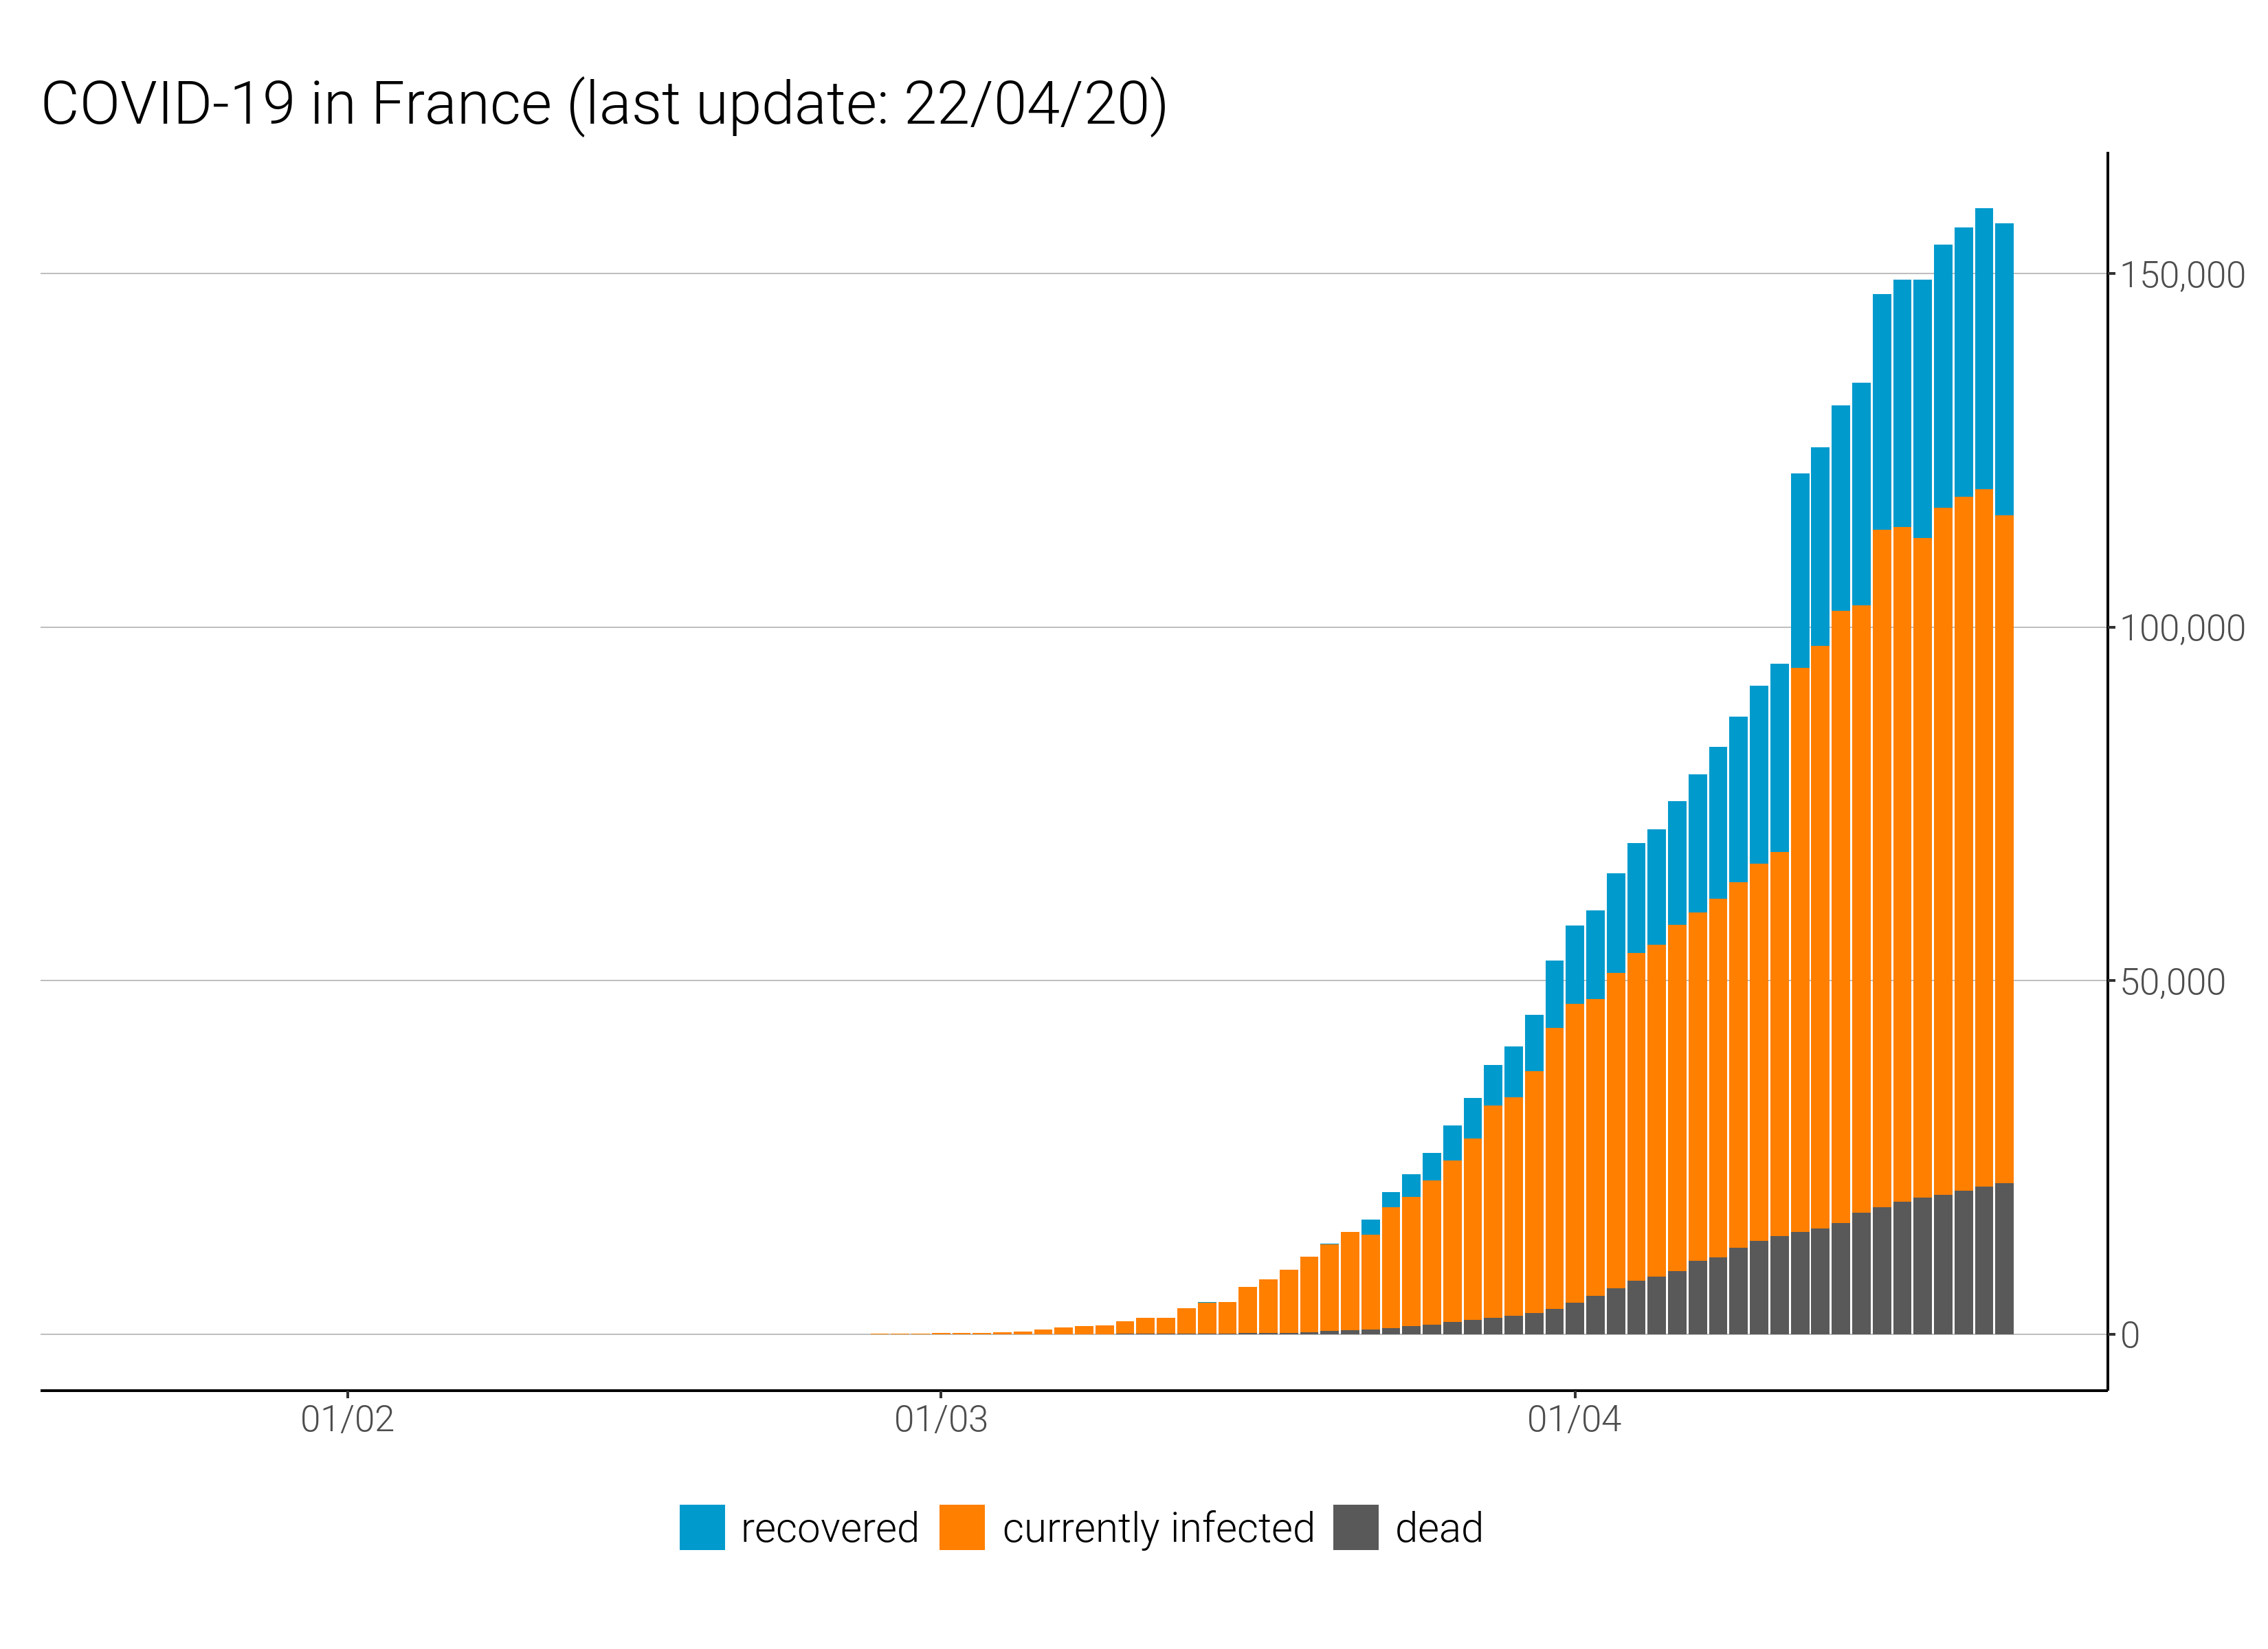 COVID-19 in France (last update: 22/04/20)
150,000
100,000
50,000
0
01/02 01/03 01/04
recovered currently infected dead